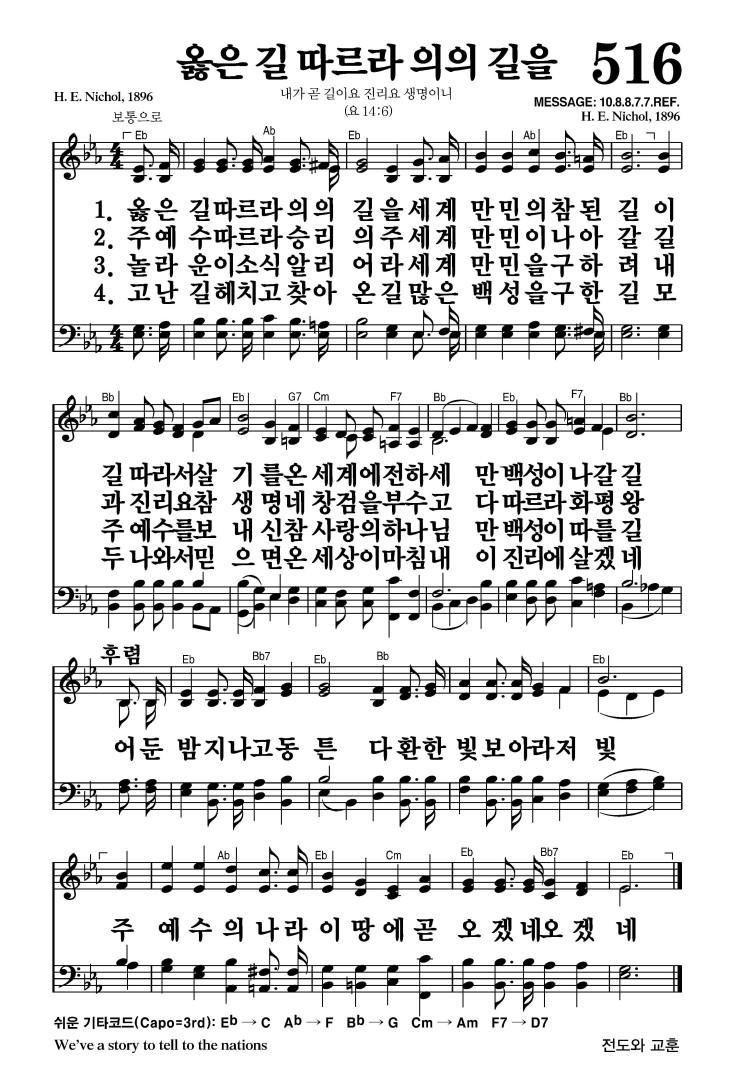 옳은 길 따르라 의의 길을 516
H. E. Nichol, 1896
내가 곧 길이요 진리요 생명이니
(요 14:6)
MESSAGE: 10.8.8.7.7.REF.
H. E. Nichol, 1896
보통으로
Eb Ab Eb Ab Eb
1. 옳은 길따르라의의 길을세계 만민의참된 길이
2. 주예 수따르라승리 의주세계 만민이나아 갈길
3. 놀라 운이소식알리 어라세계 만민을구하 려내
4. 고난 길헤치고찾아 온길많은 백성을구한 길모
Bb Eb G7 Cm F7 Bb Eb F7 Bb
길 따라서살 기를온 세계에전하세 만백성이나갈길
과 진리요참 생명네 창검을부수고 다따르라화평왕
주 예수를보 내신참 사랑의하나님 만백성이따를길
두 나와서믿 으면온 세상이마침내 이진리에살겠네
후렴
Eb Bb7 Eb Bb Eb
어둔 밤지나고동 튼 다환한빛보아라저 빛
Ab Eb Cm Eb Bb7 Eb
주 예수의나라이땅에곧 오겠네오겠 네
쉬운 기타코드(Capo=3rd): Eb → C Ab → F Bb → G Cm → Am F7 → D7
We've a story to tell to the nations
전도와 교훈